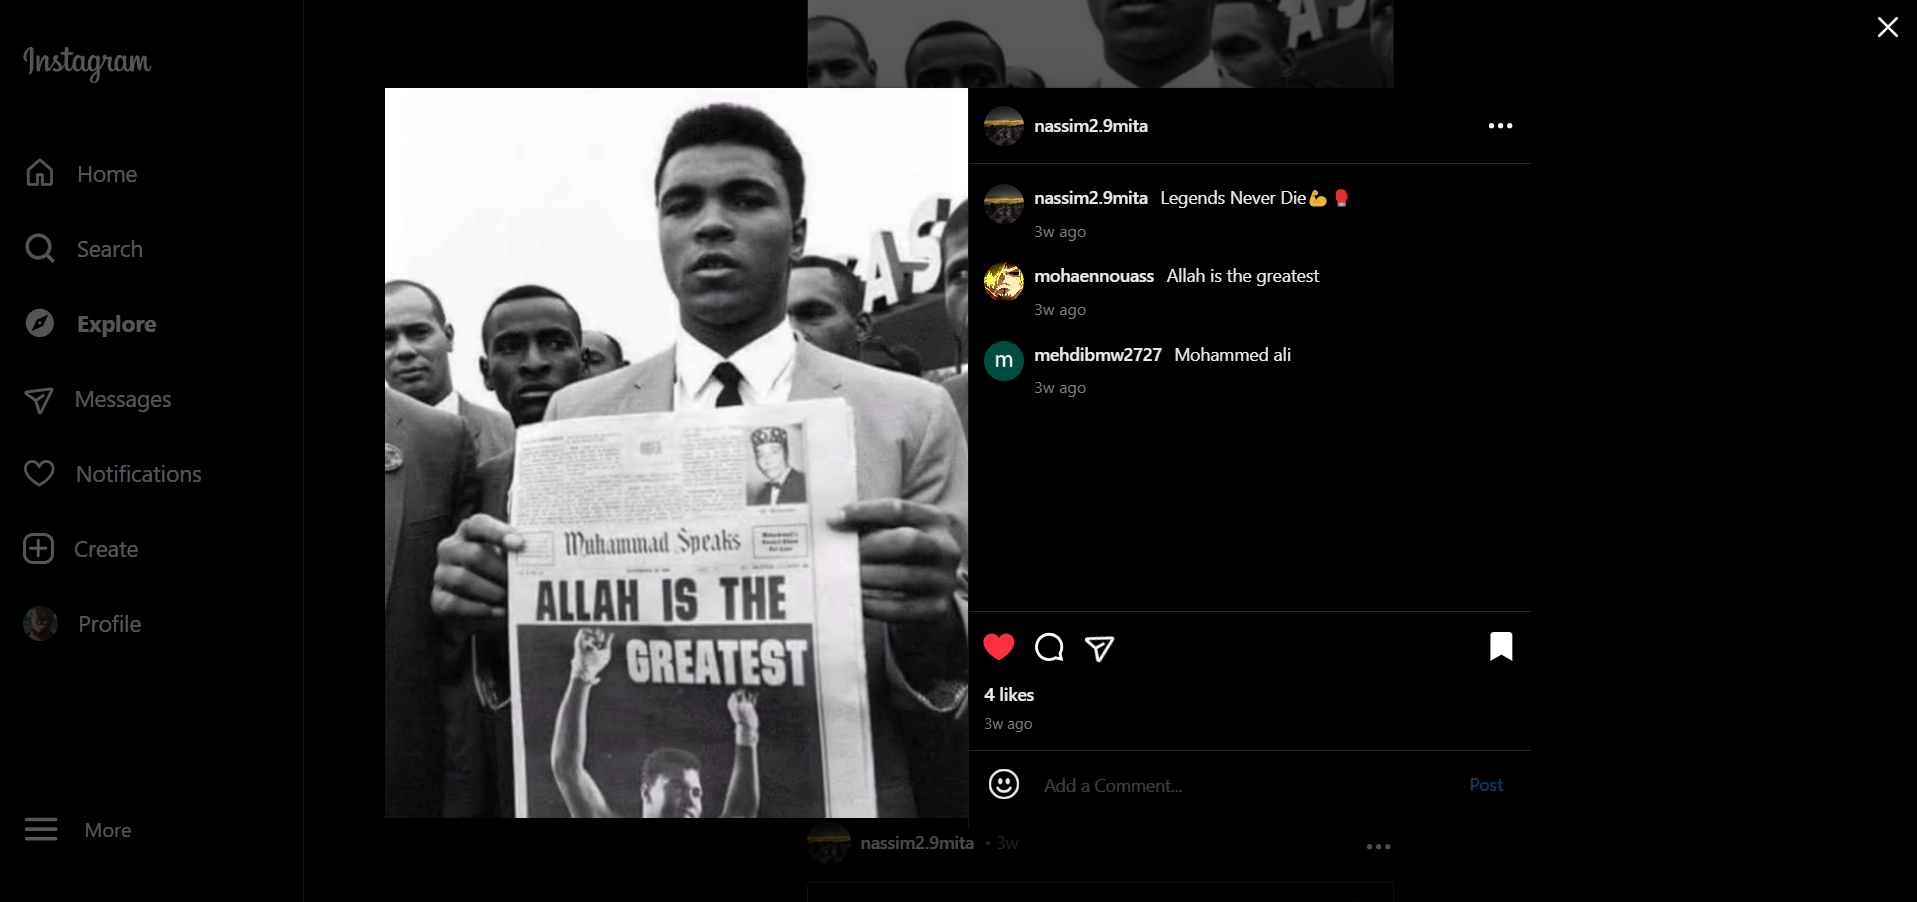 Instagram
Home
Search
Explore
Messages
Notifications
Create
Profile
More
AS
Muhammad Speaks
ALLAH IS THE
GREATEST
nassim2.9mita
nassim2.9mita Legends Never Die💪🥊
3w ago
mohaennouass Allah is the greatest
3w ago
m
mehdibmw2727 Mohammed ali
3w ago
4 likes
3w ago
Add a Comment...
Post
nassim2.9mita • 3w